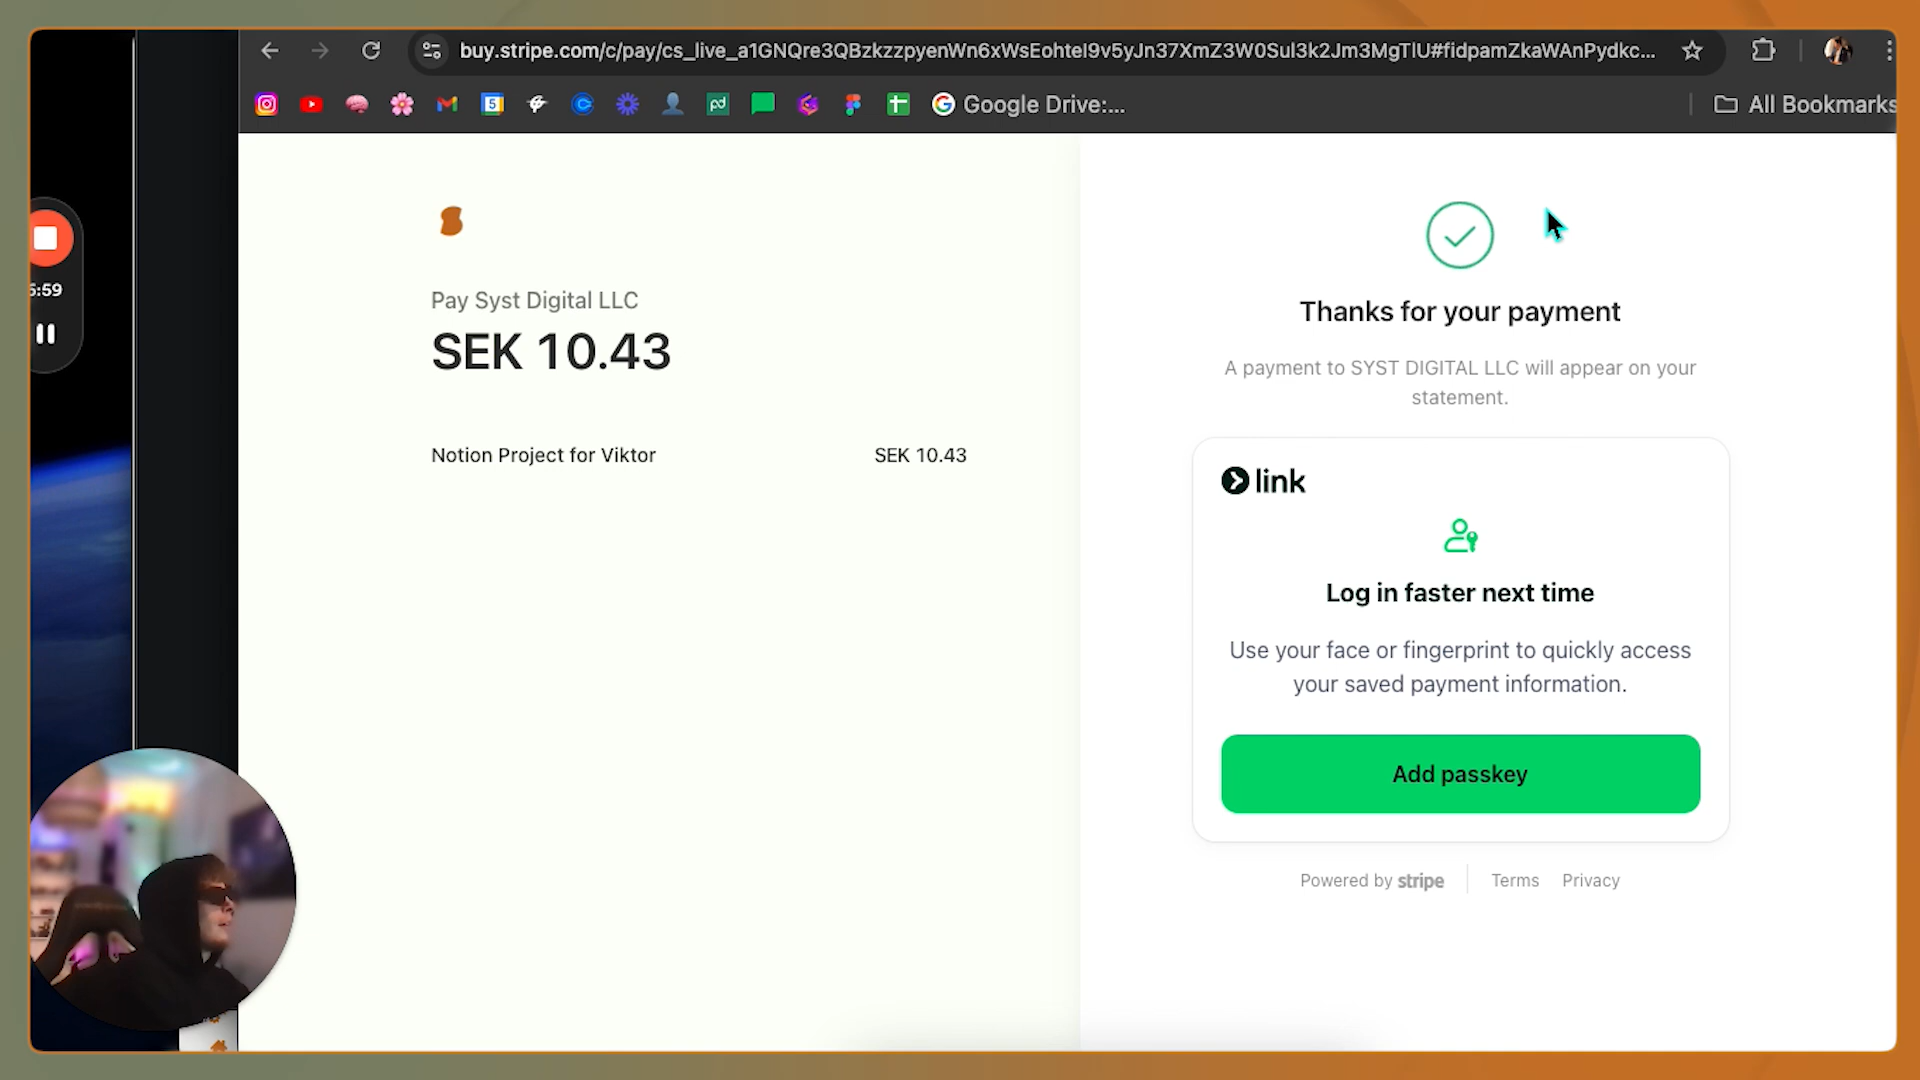 buy.stripe.com/c/pay/cs_live_a1GNQre3QBzkzzpyenWn6xWsEohteI9v5yJn37XmZ3W0Sul3k2Jm3MgTlU#fidpamZkaWAnPydkc...
5
pd
Google Drive:...
All Bookmarks
5:59
Pay Syst Digital LLC
SEK 10.43
Notion Project for Viktor
SEK 10.43
Thanks for your payment
A payment to SYST DIGITAL LLC will appear on your
statement.
link
Log in faster next time
Use your face or fingerprint to quickly access
your saved payment information.
Add passkey
Powered by stripe
Terms
Privacy